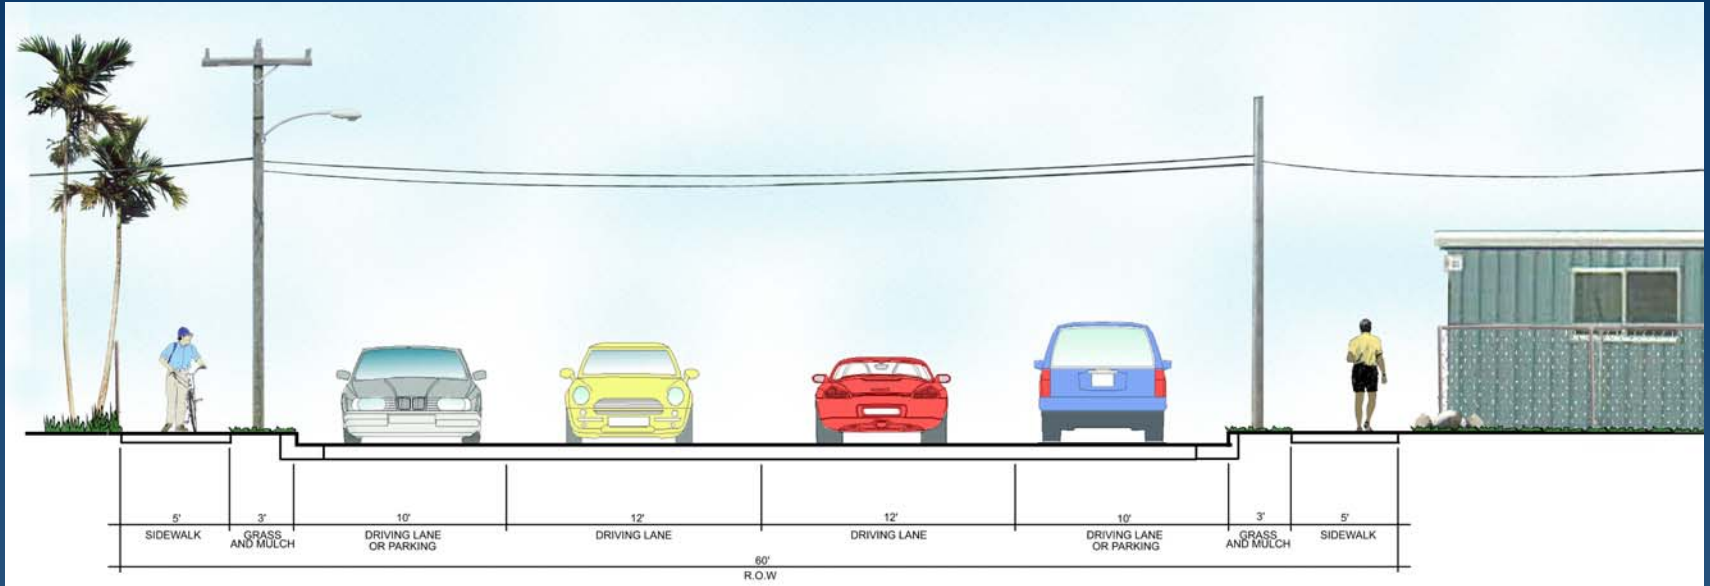 5' 3' 10' 12' 12' 10' 3' 5'
SIDEWALK GRASS DRIVING LANE DRIVING LANE DRIVING LANE DRIVING LANE GRASS SIDEWALK
AND MULCH OR PARKING OR PARKING AND MULCH
60'
R.O.W